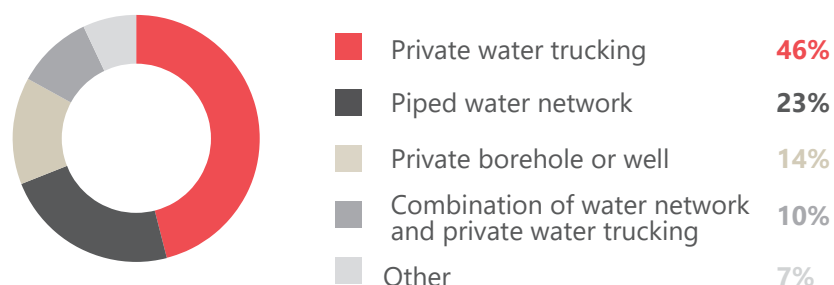 Private water trucking 46%
Piped water network 23%
Private borehole or well 14%
Combination of water network
and private water trucking 10%
Other 7%